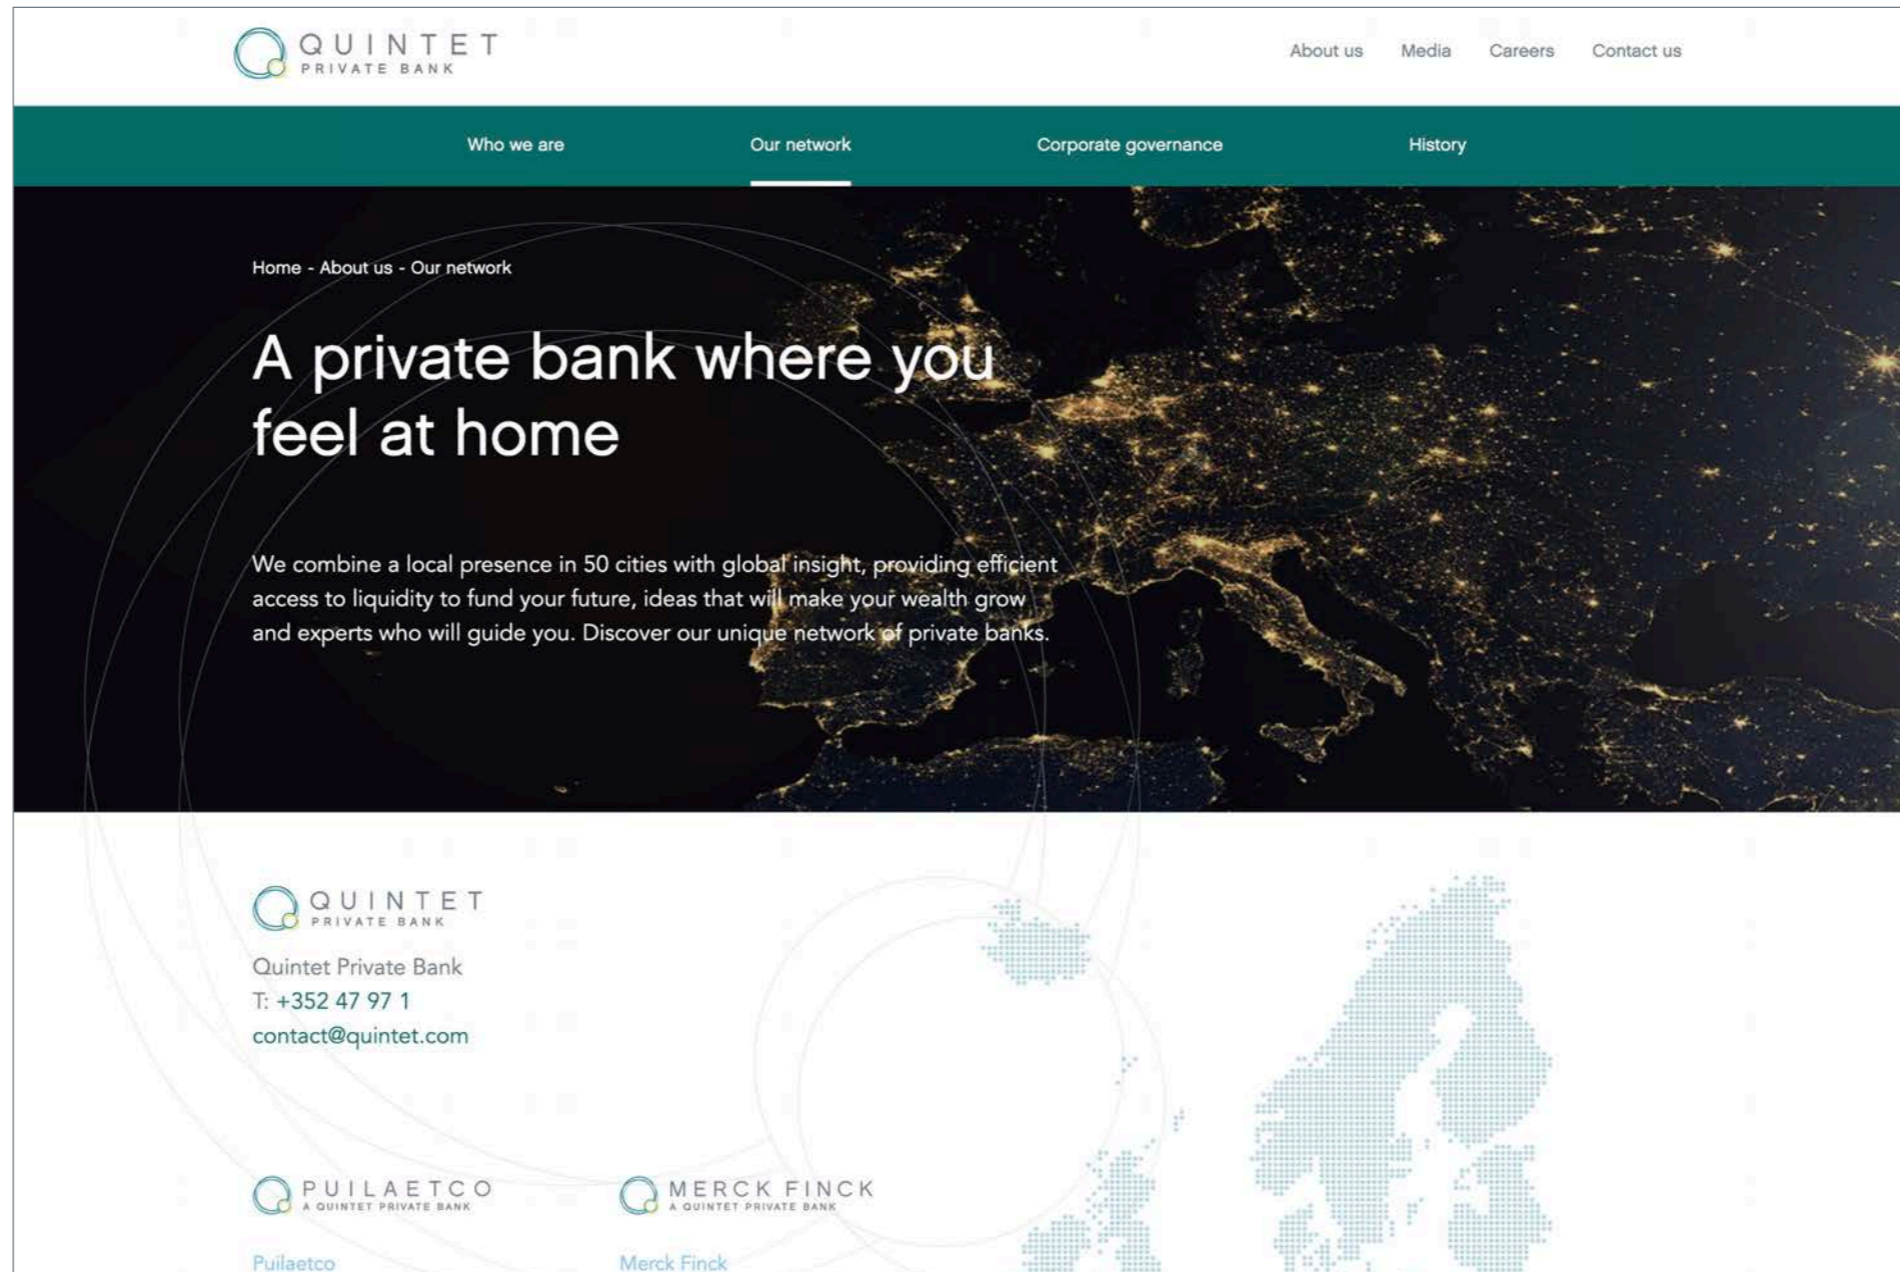 QUINTET
PRIVATE BANK
About us Media Careers Contact us
Who we are Our network Corporate governance History
Home - About us - Our network
A private bank where you
feel at home
We combine a local presence in 50 cities with global insight, providing efficient
access to liquidity to fund your future, ideas that will make your wealth grow
and experts who will guide you. Discover our unique network of private banks.
QUINTET
PRIVATE BANK
Quintet Private Bank
T: +352 47 97 1
contact@quintet.com
PUILAETCO
A QUINTET PRIVATE BANK
Puilaetco
MERCK FINCK
A QUINTET PRIVATE BANK
Merck Finck